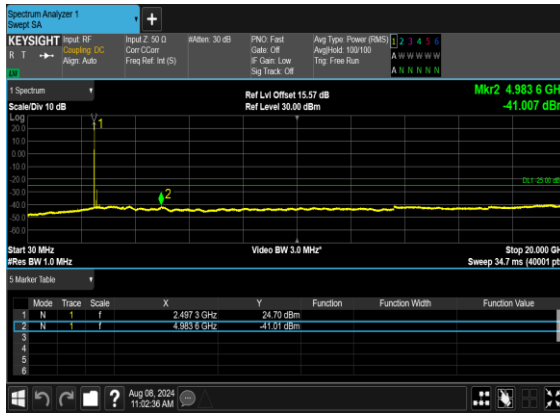 Spectrum Analyzer 1
Swept SA
+
KEYSIGHT Input: RF Input Z: 50 Ω #Atten: 30 dB PNO: Fast Avg Type: Power (RMS) 1 2 3 4 5 6
R T Coupling: DC Corr CCorr Gate: Off Avg|Hold: 100/100 A W W W W W
Align: Auto Freq Ref: Int (S) IF Gain: Low Trig: Free Run
LXI Sig Track: Off A N N N N N
1 Spectrum Ref Lvl Offset 15.57 dB Mkr2 4.983 6 GH
Scale/Div 10 dB Ref Level 30.00 dBm -41.007 dBm
Log
20.0
10.0
0.00
-10.0
-20.0
-30.0
-40.0
-50.0
-60.0
1
2
DL1 -25.00 dB
Start 30 MHz Video BW 3.0 MHz* Stop 20.000 GH
#Res BW 1.0 MHz Sweep 34.7 ms (40001 pt
5 Marker Table
Mode Trace Scale X Y Function Function Width Function Value
1 N 1 f 2.497 3 GHz 24.70 dBm
2 N 1 f 4.983 6 GHz -41.01 dBm
3
4
5
6
? Aug 08, 2024
11:02:36 AM